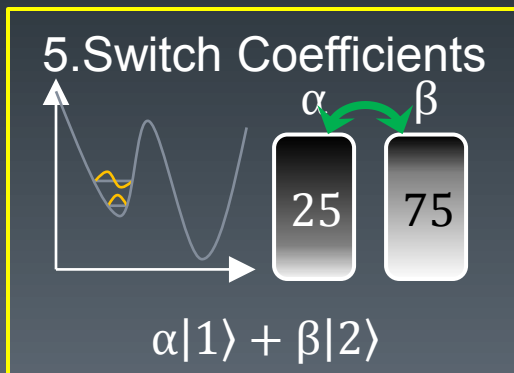 5.Switch Coefficients
α β
25 75
α|1⟩ + β|2⟩